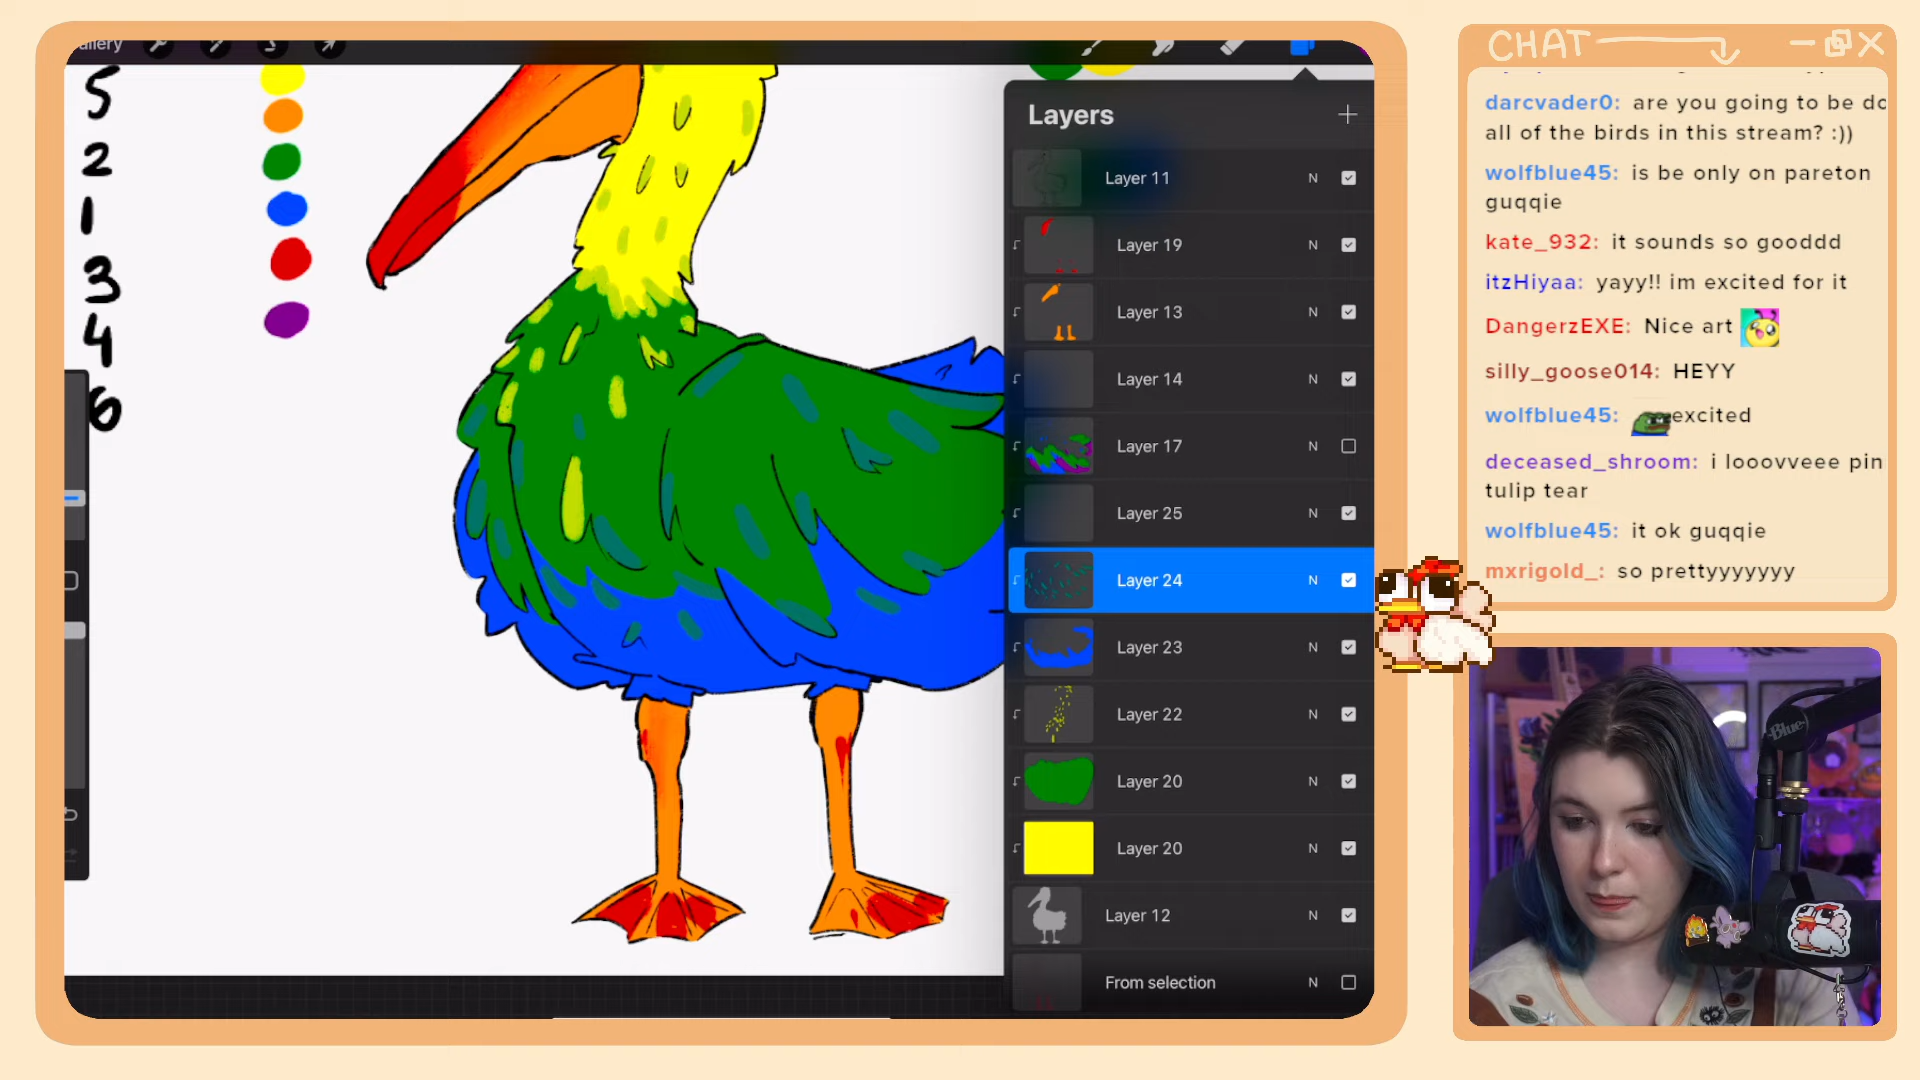 CHAT
allery
5
2
1
3
4
6
Layers
Layer 11 N
Layer 19 N
Layer 13 N
Layer 14 N
Layer 17 N
Layer 25 N
Layer 24 N
Layer 23 N
Layer 22 N
Layer 20 N
Layer 20 N
Layer 12 N
From selection N
darcvader0: are you going to be do
all of the birds in this stream? :))
wolfblue45: is be only on pareton
guqqie
kate_932: it sounds so gooddd
itzHiyaa: yayy!! im excited for it
DangerzEXE: Nice art
silly_goose014: HEYY
wolfblue45: excited
deceased_shroom: i looovveee pin
tulip tear
wolfblue45: it ok guqqie
mxrigold_: so prettyyyyyyy
Blue